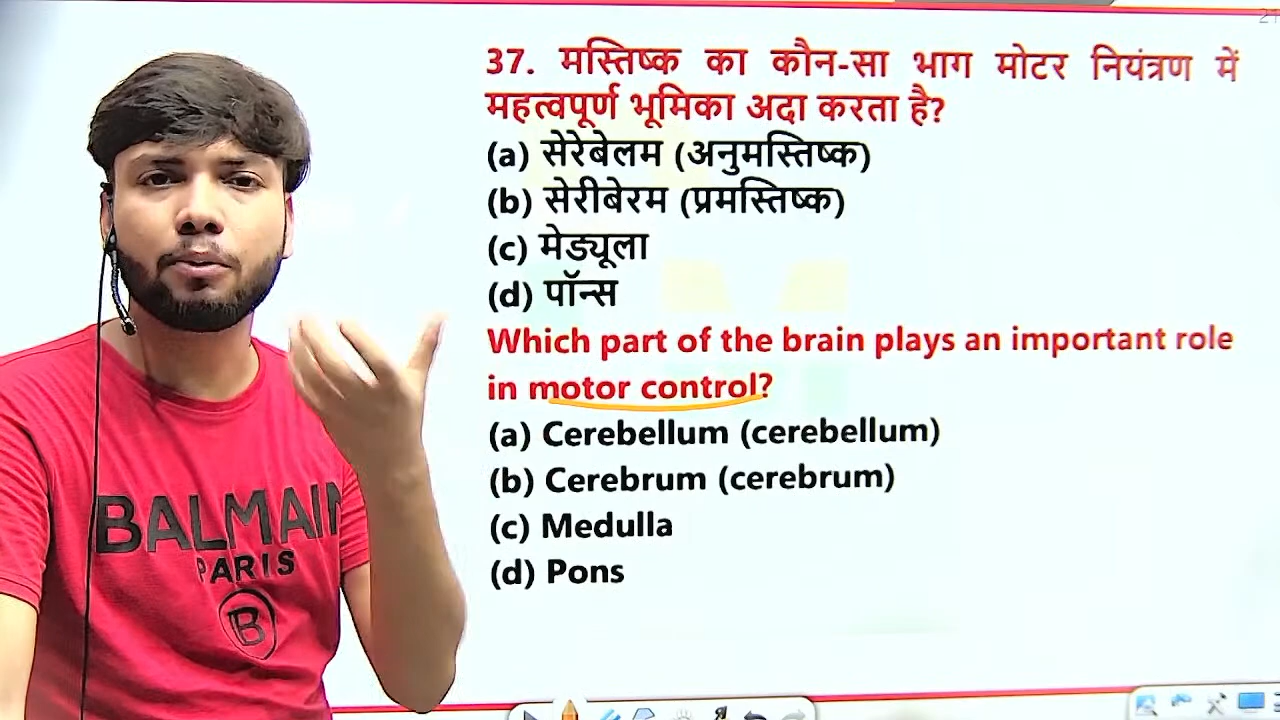 37. मस्तिष्क का कौन-सा भाग मोटर नियंत्रण में
महत्वपूर्ण भूमिका अदा करता है?
(a) सेरेबेलम (अनुमस्तिष्क)
(b) सेरीबेरम (प्रमस्तिष्क)
(c) मेड्यूला
(d) पॉन्स
Which part of the brain plays an important role
in motor control?
(a) Cerebellum (cerebellum)
(b) Cerebrum (cerebrum)
(c) Medulla
(d) Pons
BALMAIN
PARIS
B